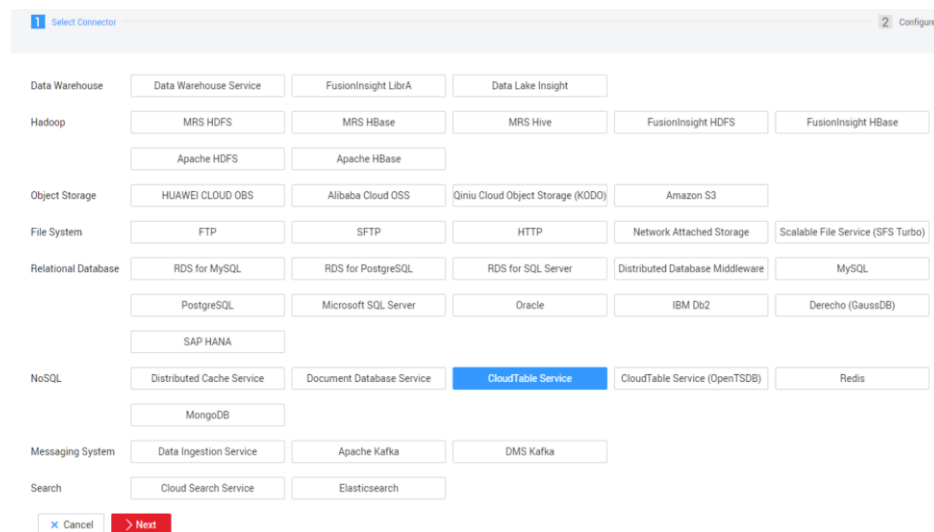 1 Select Connector 2 Configure
Data Warehouse Data Warehouse Service FusionInsight LibrA Data Lake Insight
Hadoop MRS HDFS MRS HBase MRS Hive FusionInsight HDFS FusionInsight HBase
Apache HDFS Apache HBase
Object Storage HUAWEI CLOUD OBS Alibaba Cloud OSS Qiniu Cloud Object Storage (KODO) Amazon S3
File System FTP SFTP HTTP Network Attached Storage Scalable File Service (SFS Turbo)
Relational Database RDS for MySQL RDS for PostgreSQL RDS for SQL Server Distributed Database Middleware MySQL
PostgreSQL Microsoft SQL Server Oracle IBM Db2 Derecho (GaussDB)
SAP HANA
NoSQL Distributed Cache Service Document Database Service CloudTable Service CloudTable Service (OpenTSDB) Redis
MongoDB
Messaging System Data Ingestion Service Apache Kafka DMS Kafka
Search Cloud Search Service Elasticsearch
× Cancel > Next